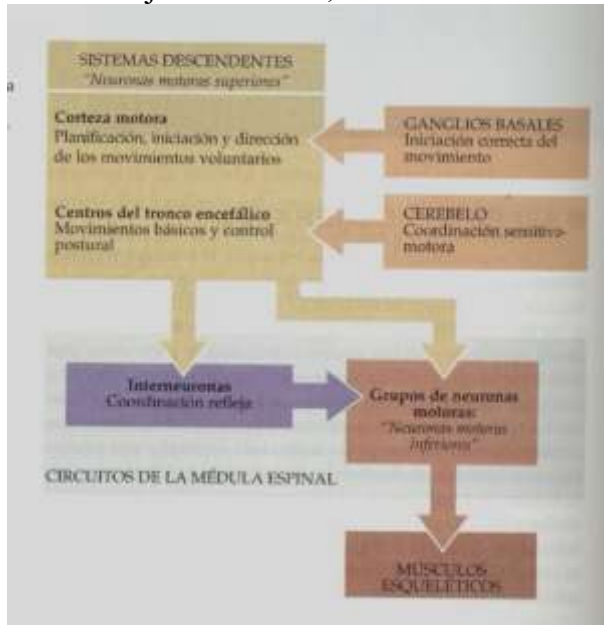 SISTEMAS DESCENDENTES
"Neuronas motoras superiores"
Corteza motora
Planificación, iniciación y dirección
de los movimientos voluntarios
Centros del tronco encefálico
Movimientos básicos y control
postural
GANGLIOS BASALES
Iniciación correcta del
movimiento
CEREBELO
Coordinación sensitivo-
motora
Interneuronas
Coordinación refleja
Grupos de neuronas
motoras:
"Neuronas motoras
inferiores"
CIRCUITOS DE LA MÉDULA ESPINAL
MÚSCULOS
ESQUELÉTICOS